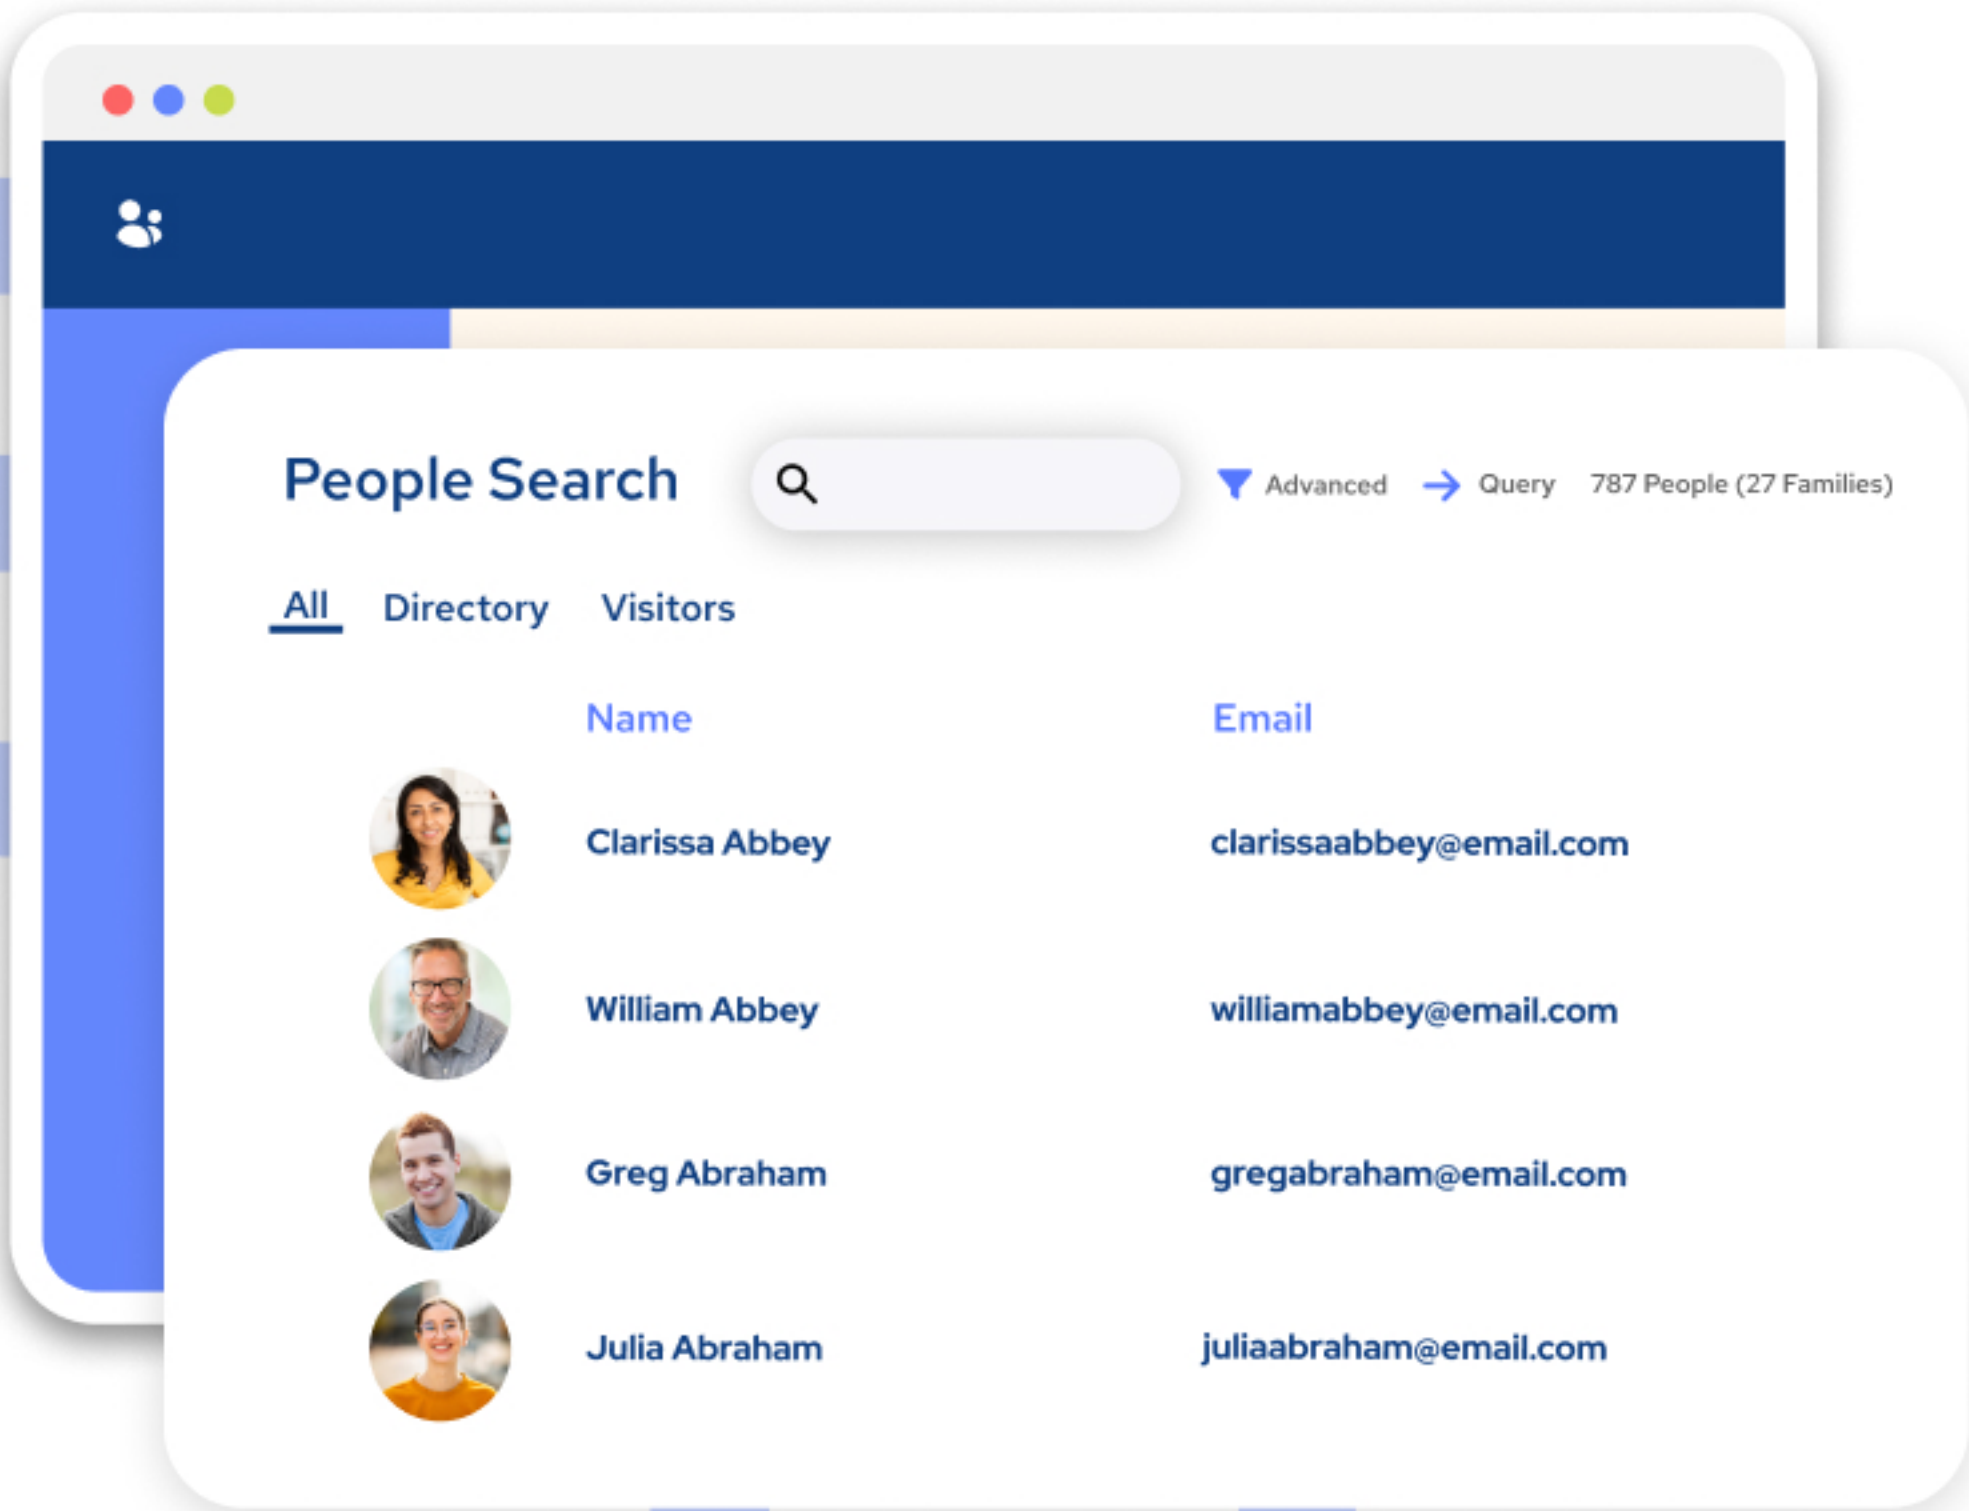 People Search
Advanced Query 787 People (27 Families)
All Directory Visitors
Name Email
Clarissa Abbey clarissaabbey@email.com
William Abbey williamabbey@email.com
Greg Abraham gregabraham@email.com
Julia Abraham juliaabraham@email.com